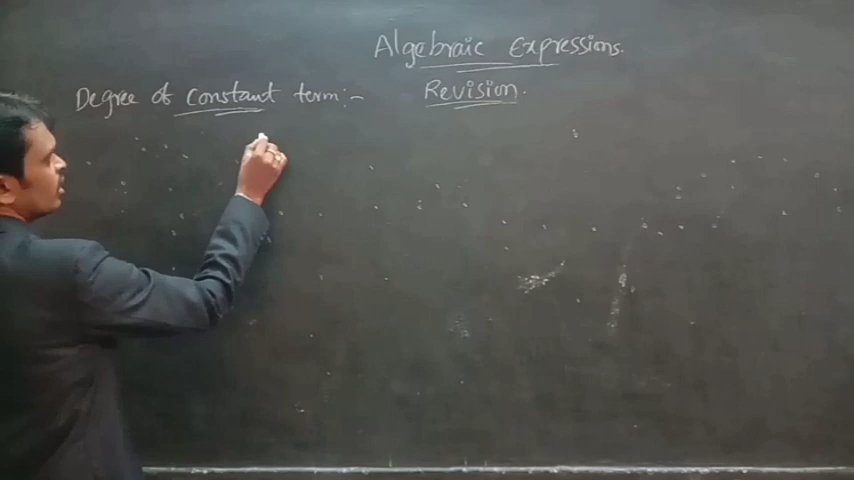 Algebraic Expressions.
Revision.
Degree of constant term:-